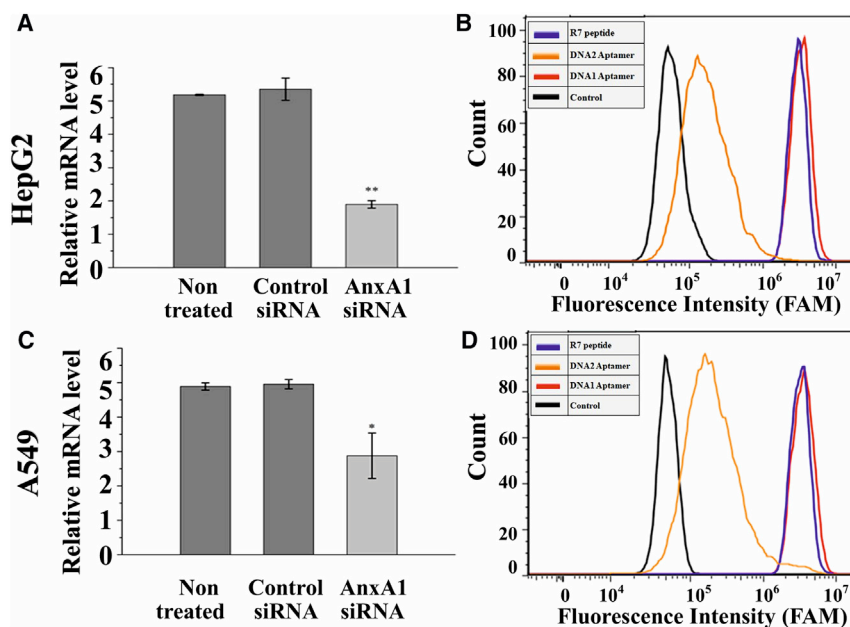 A
HepG2
Relative mRNA level
6
5
4
3
2
1
0
**
Non treated
Control siRNA
AnxA1 siRNA
B
Count
100
80
60
40
20
0
R7 peptide
DNA2 Aptamer
DNA1 Aptamer
Control
0 10^4 10^5 10^6 10^7
Fluorescence Intensity (FAM)
C
A549
Relative mRNA level
6
5
4
3
2
1
0
*
Non treated
Control siRNA
AnxA1 siRNA
D
Count
100
80
60
40
20
0
R7 peptide
DNA2 Aptamer
DNA1 Aptamer
Control
0 10^4 10^5 10^6 10^7
Fluorescence Intensity (FAM)